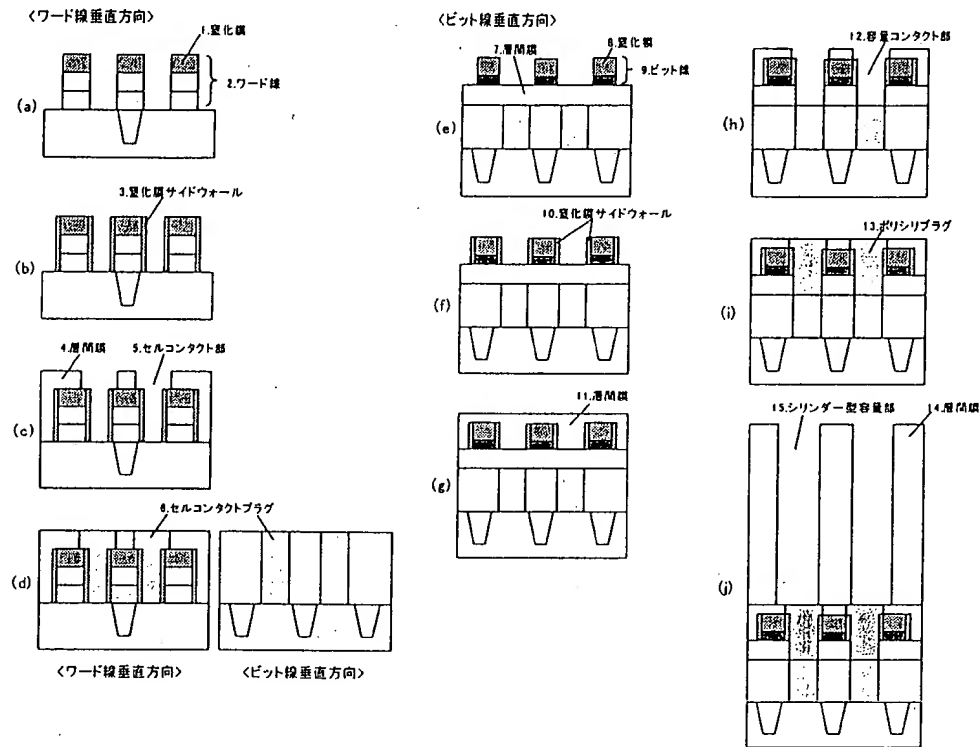 〈ワード線垂直方向〉
1.窒化膜
2.ワード線
(a)
3.窒化膜サイドウォール
(b)
4.層間膜
5.セルコンタクト部
(c)
6.セルコンタクトプラグ
(d)
〈ワード線垂直方向〉
〈ビット線垂直方向〉
〈ビット線垂直方向〉
7.層間膜
8.窒化膜
9.ビット線
(e)
10.窒化膜サイドウォール
(f)
11.層間膜
(g)
12.容量コンタクト部
(h)
13.ポリシリプラグ
(i)
15.シリンダー型容量部
14.層間膜
(j)